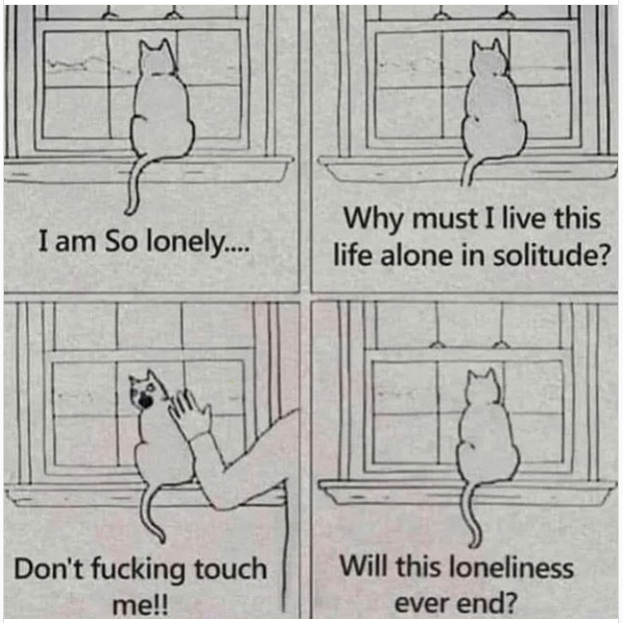 I am So lonely....
Why must I live this
life alone in solitude?
Don't fucking touch
me!!
Will this loneliness
ever end?